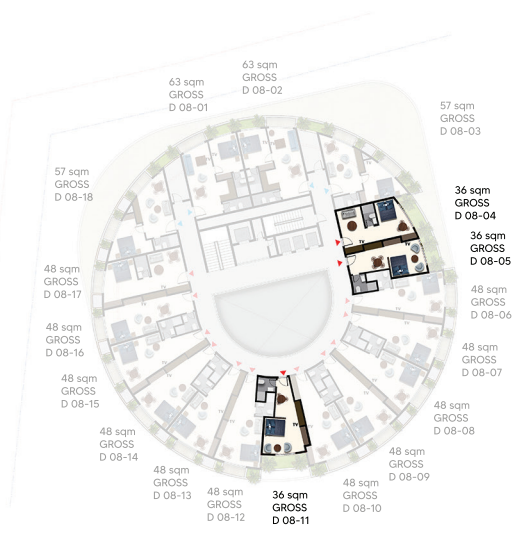 63 sqm
GROSS
D 08-02
63 sqm
GROSS
D 08-01
57 sqm
GROSS
D 08-03
57 sqm
GROSS
D 08-18
36 sqm
GROSS
D 08-04
36 sqm
GROSS
D 08-05
48 sqm
GROSS
D 08-17
48 sqm
GROSS
D 08-06
48 sqm
GROSS
D 08-16
48 sqm
GROSS
D 08-07
48 sqm
GROSS
D 08-15
48 sqm
GROSS
D 08-08
48 sqm
GROSS
D 08-14
48 sqm
GROSS
D 08-09
48 sqm
GROSS
D 08-13
48 sqm
GROSS
D 08-12
36 sqm
GROSS
D 08-11
48 sqm
GROSS
D 08-10
TV
TV
TV